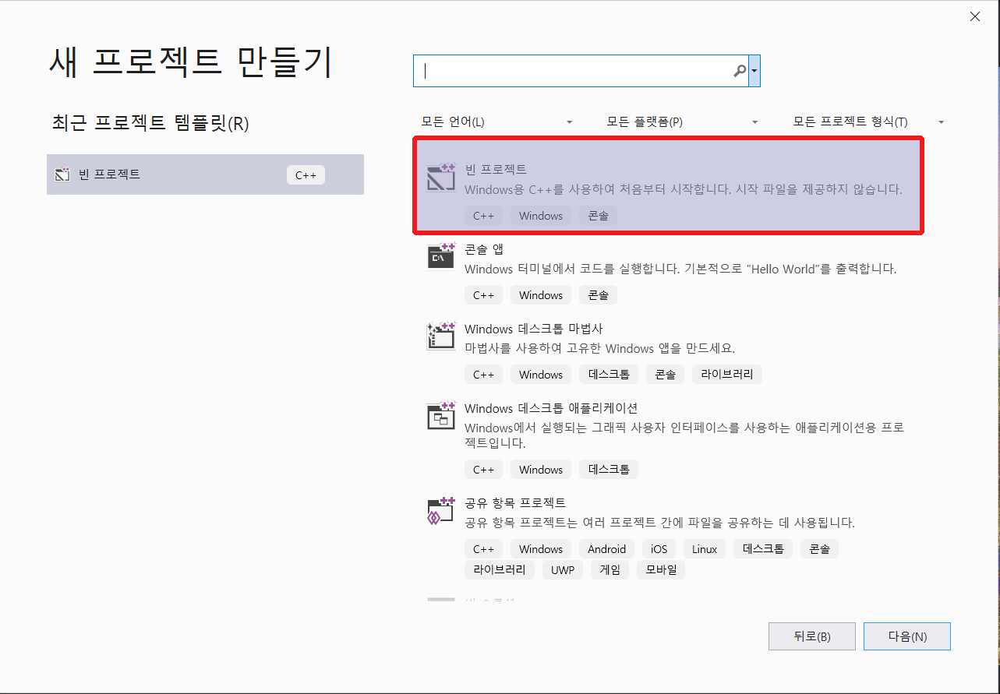 새 프로젝트 만들기
최근 프로젝트 템플릿(R)
빈 프로젝트 C++
모든 언어(L) 모든 플랫폼(P) 모든 프로젝트 형식(T)
빈 프로젝트
Windows용 C++를 사용하여 처음부터 시작합니다. 시작 파일을 제공하지 않습니다.
C++ Windows 콘솔
콘솔 앱
Windows 터미널에서 코드를 실행합니다. 기본적으로 "Hello World"를 출력합니다.
C++ Windows 콘솔
Windows 데스크톱 마법사
마법사를 사용하여 고유한 Windows 앱을 만드세요.
C++ Windows 데스크톱 콘솔 라이브러리
Windows 데스크톱 애플리케이션
Windows에서 실행되는 그래픽 사용자 인터페이스를 사용하는 애플리케이션용 프로
젝트입니다.
C++ Windows 데스크톱
공유 항목 프로젝트
공유 항목 프로젝트는 여러 프로젝트 간에 파일을 공유하는 데 사용됩니다.
C++ Windows Android iOS Linux 데스크톱 콘솔
라이브러리 UWP 게임 모바일
뒤로(B) 다음(N)